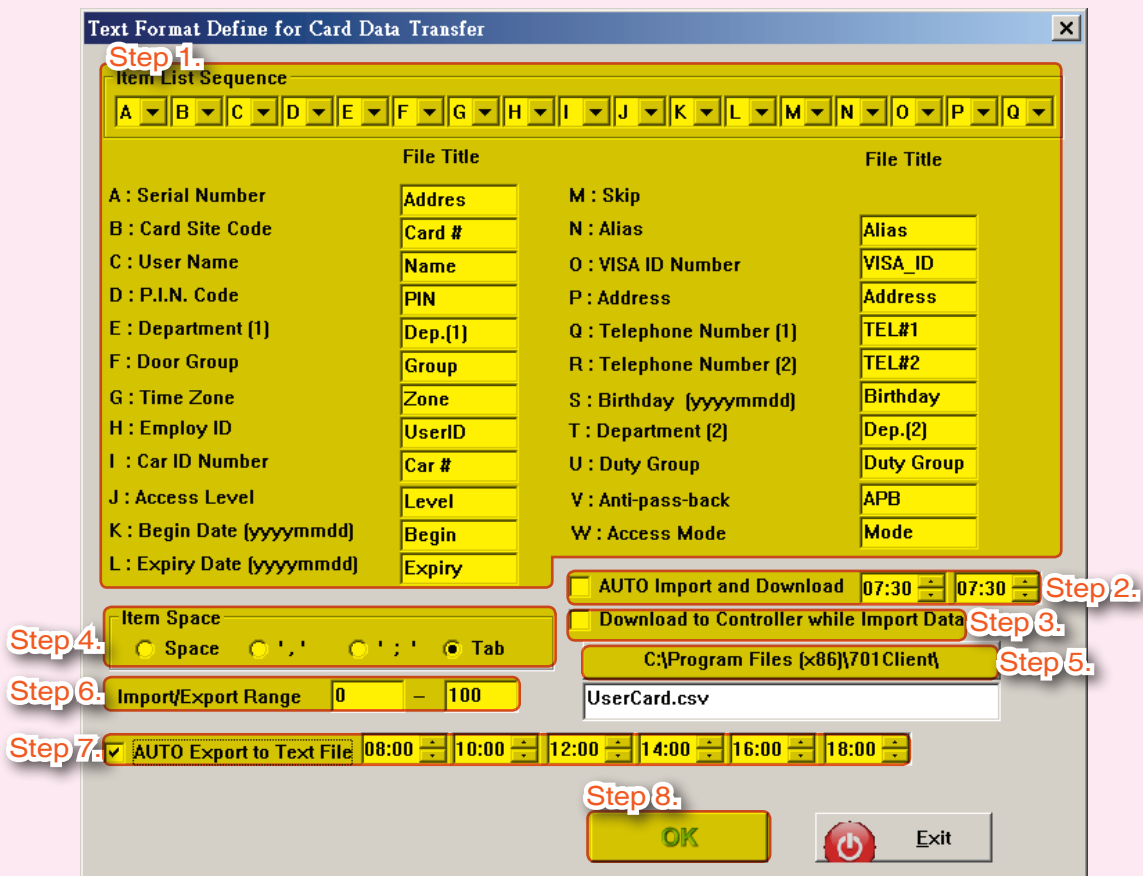 Text Format Define for Card Data Transfer
Step 1.
Item List Sequence
A B C D E F G H I J K L M N O P Q
File Title File Title
A : Serial Number Addres M : Skip
B : Card Site Code Card # N : Alias Alias
C : User Name Name O : VISA ID Number VISA_ID
D : P.I.N. Code PIN P : Address Address
E : Department (1) Dep.(1) Q : Telephone Number (1) TEL#1
F : Door Group Group R : Telephone Number (2) TEL#2
G : Time Zone Zone S : Birthday (yyyymmdd) Birthday
H : Employ ID UserID T : Department (2) Dep.(2)
I : Car ID Number Car # U : Duty Group Duty Group
J : Access Level Level V : Anti-pass-back APB
K : Begin Date (yyyymmdd) Begin W : Access Mode Mode
L : Expiry Date (yyyymmdd) Expiry
AUTO Import and Download 07:30 07:30 Step 2.
Item Space Download to Controller while Import Data Step 3.
Step 4. Space ',' ';' Tab
C:\Program Files (x86)\701Client\ Step 5.
Step 6. Import/Export Range 0 – 100 UserCard.csv
Step 7. AUTO Export to Text File 08:00 10:00 12:00 14:00 16:00 18:00
Step 8.
OK Exit